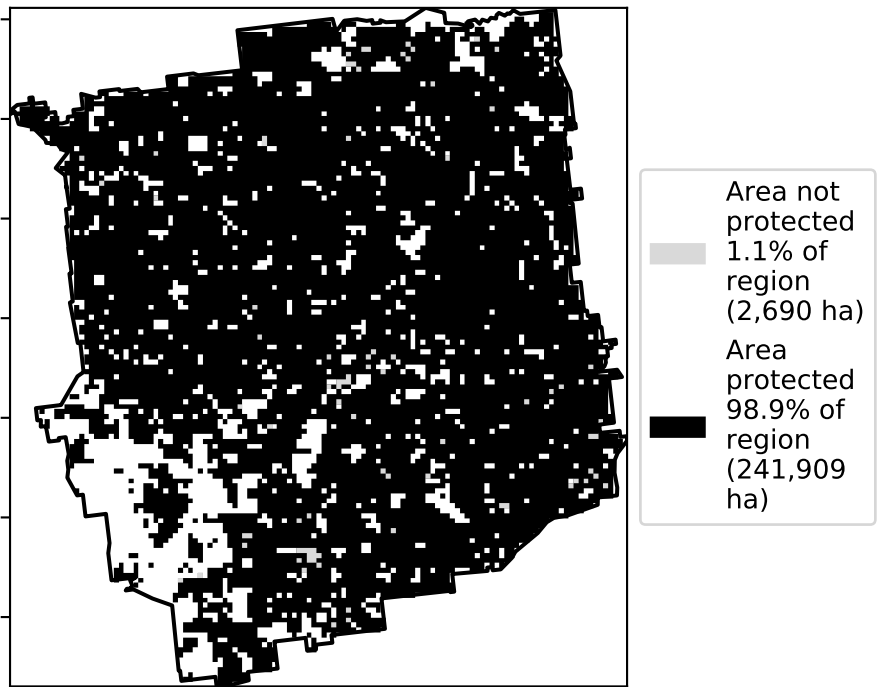 Area not
protected
1.1% of
region
(2,690 ha)
Area
protected
98.9% of
region
(241,909
ha)